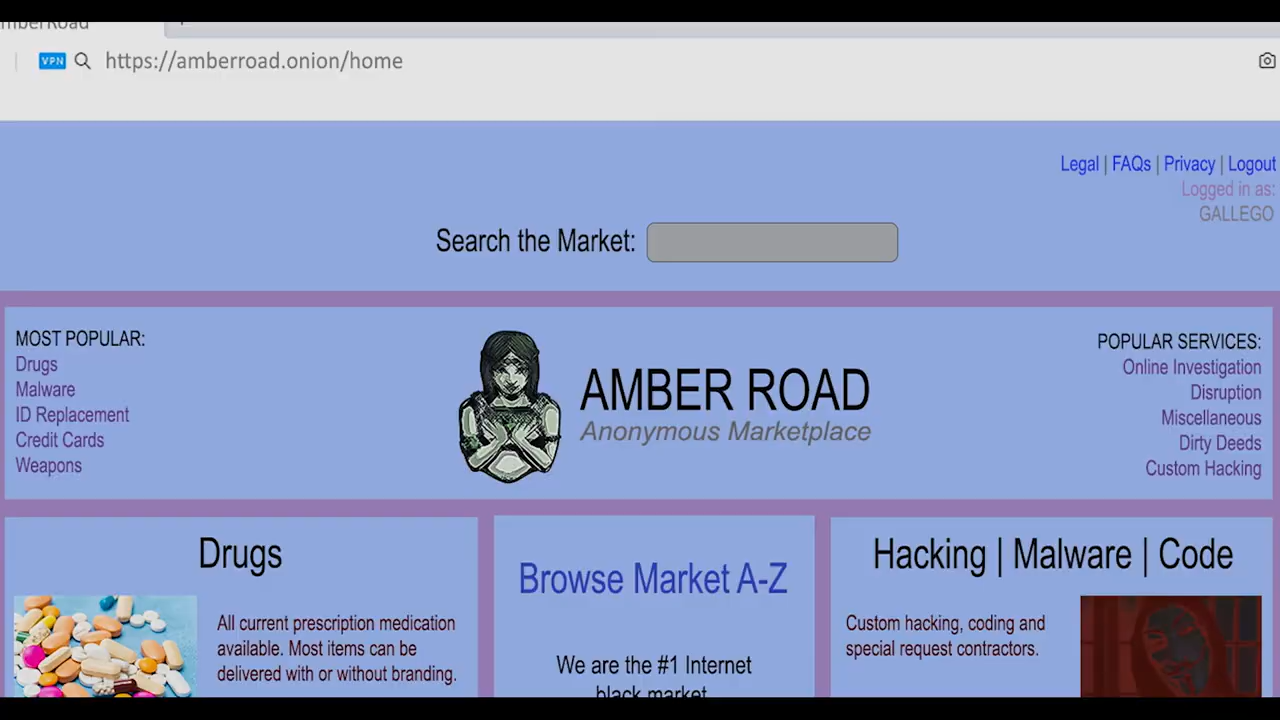 VPN
https://amberroad.onion/home
Legal | FAQs | Privacy | Logout
Logged in as:
GALLEGO
Search the Market:
MOST POPULAR:
Drugs
Malware
ID Replacement
Credit Cards
Weapons
AMBER ROAD
Anonymous Marketplace
POPULAR SERVICES:
Online Investigation
Disruption
Miscellaneous
Dirty Deeds
Custom Hacking
Drugs
All current prescription medication
available. Most items can be
delivered with or without branding.
Browse Market A-Z
We are the #1 Internet
black market
Hacking | Malware | Code
Custom hacking, coding and
special request contractors.